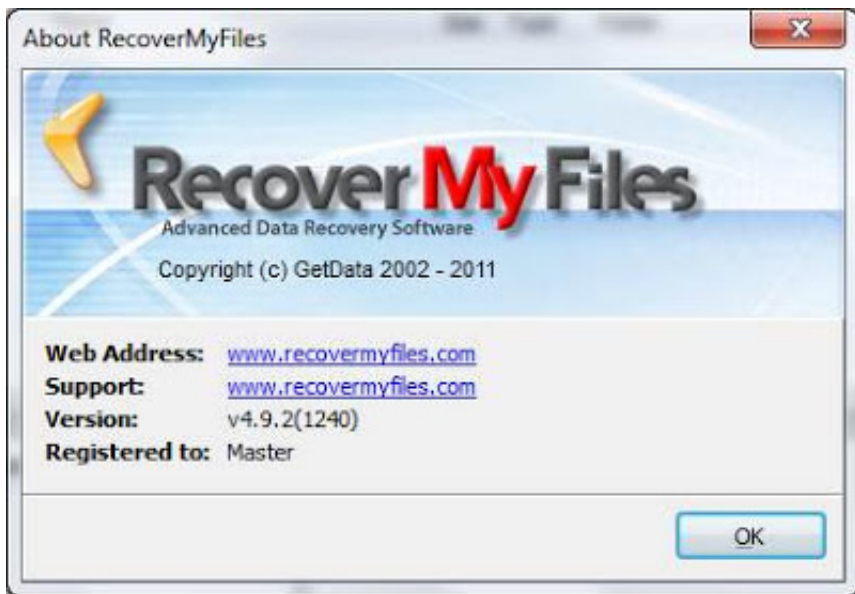 About RecoverMyFiles
Recover My Files
Advanced Data Recovery Software
Copyright (c) GetData 2002 - 2011
Web Address: www.recovermyfiles.com
Support: www.recovermyfiles.com
Version: v4.9.2(1240)
Registered to: Master
OK